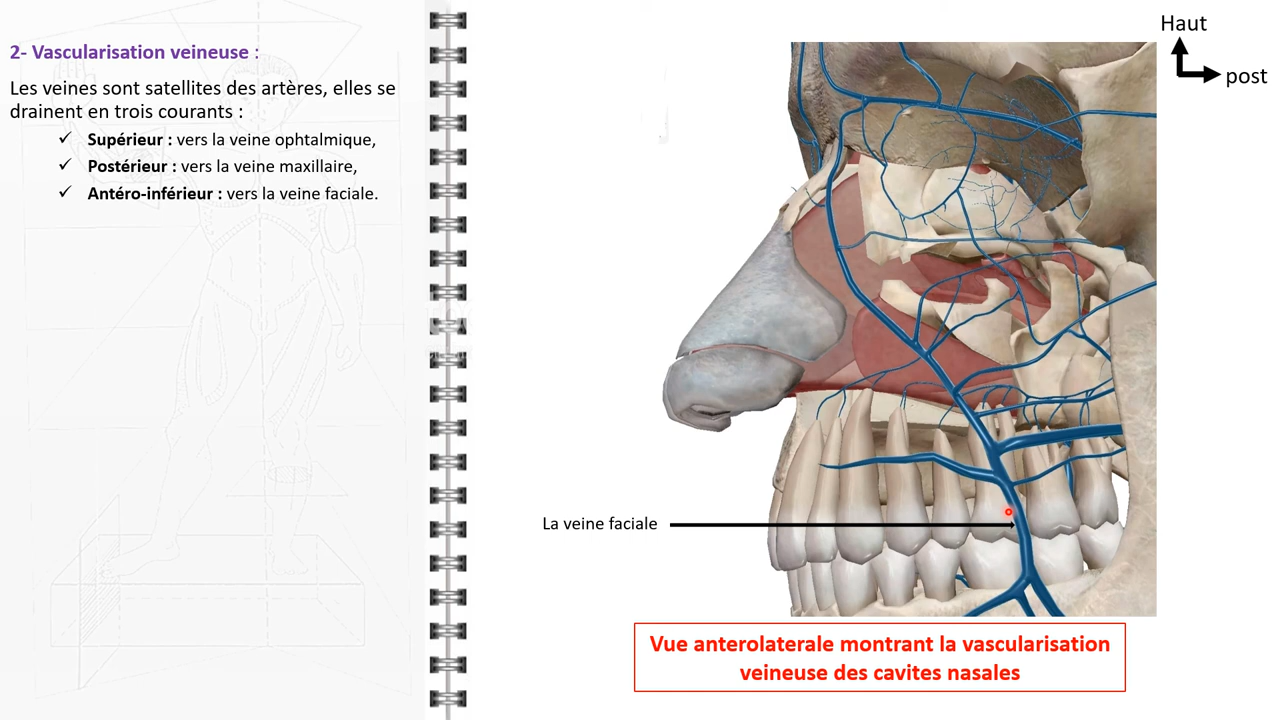 2- Vascularisation veineuse :
Les veines sont satellites des artères, elles se
drainent en trois courants :
✓ Supérieur : vers la veine ophtalmique,
✓ Postérieur : vers la veine maxillaire,
✓ Antéro-inférieur : vers la veine faciale.
Haut
post
La veine faciale
Vue anterolaterale montrant la vascularisation
veineuse des cavites nasales